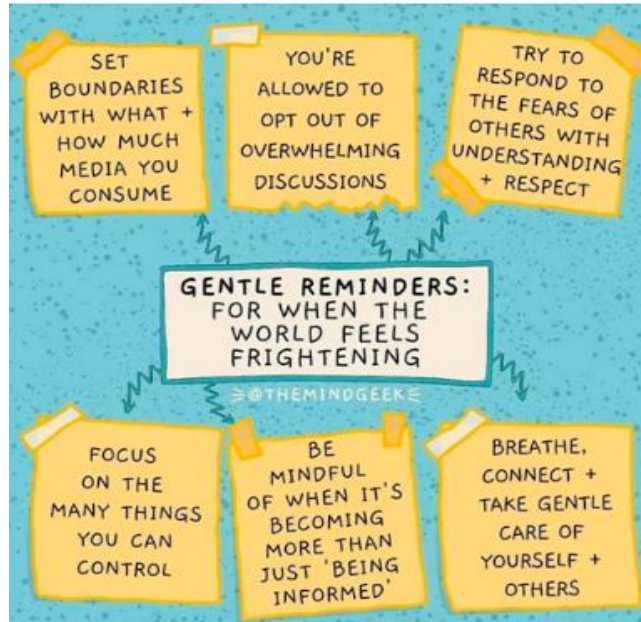 SET
BOUNDARIES
WITH WHAT +
HOW MUCH
MEDIA YOU
CONSUME
YOU'RE
ALLOWED TO
OPT OUT OF
OVERWHELMING
DISCUSSIONS
TRY TO
RESPOND TO
THE FEARS OF
OTHERS WITH
UNDERSTANDING
+ RESPECT
GENTLE REMINDERS:
FOR WHEN THE
WORLD FEELS
FRIGHTENING
@THEMINDGEEK
FOCUS
ON THE
MANY THINGS
YOU CAN
CONTROL
BE
MINDFUL
OF WHEN IT'S
BECOMING
MORE THAN
JUST 'BEING
INFORMED'
BREATHE,
CONNECT +
TAKE GENTLE
CARE OF
YOURSELF +
OTHERS